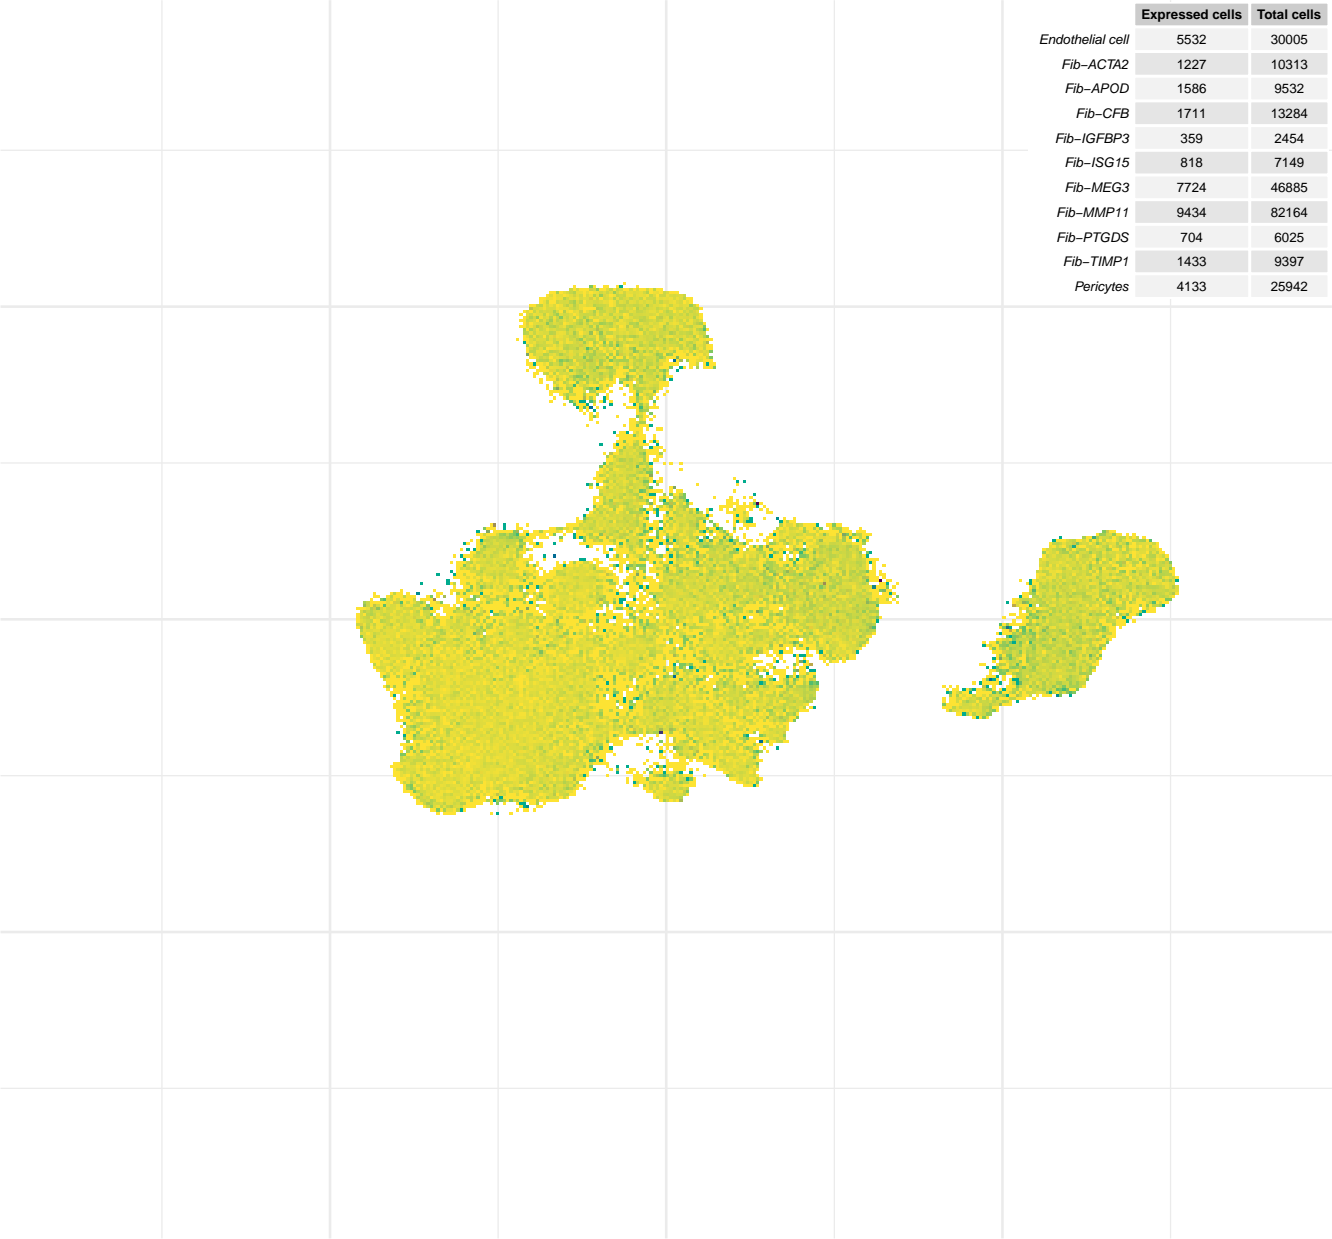 Expressed cells Total cells
Endothelial cell 5532 30005
Fib−ACTA2 1227 10313
Fib−APOD 1586 9532
Fib−CFB 1711 13284
Fib−IGFBP3 359 2454
Fib−ISG15 818 7149
Fib−MEG3 7724 46885
Fib−MMP11 9434 82164
Fib−PTGDS 704 6025
Fib−TIMP1 1433 9397
Pericytes 4133 25942